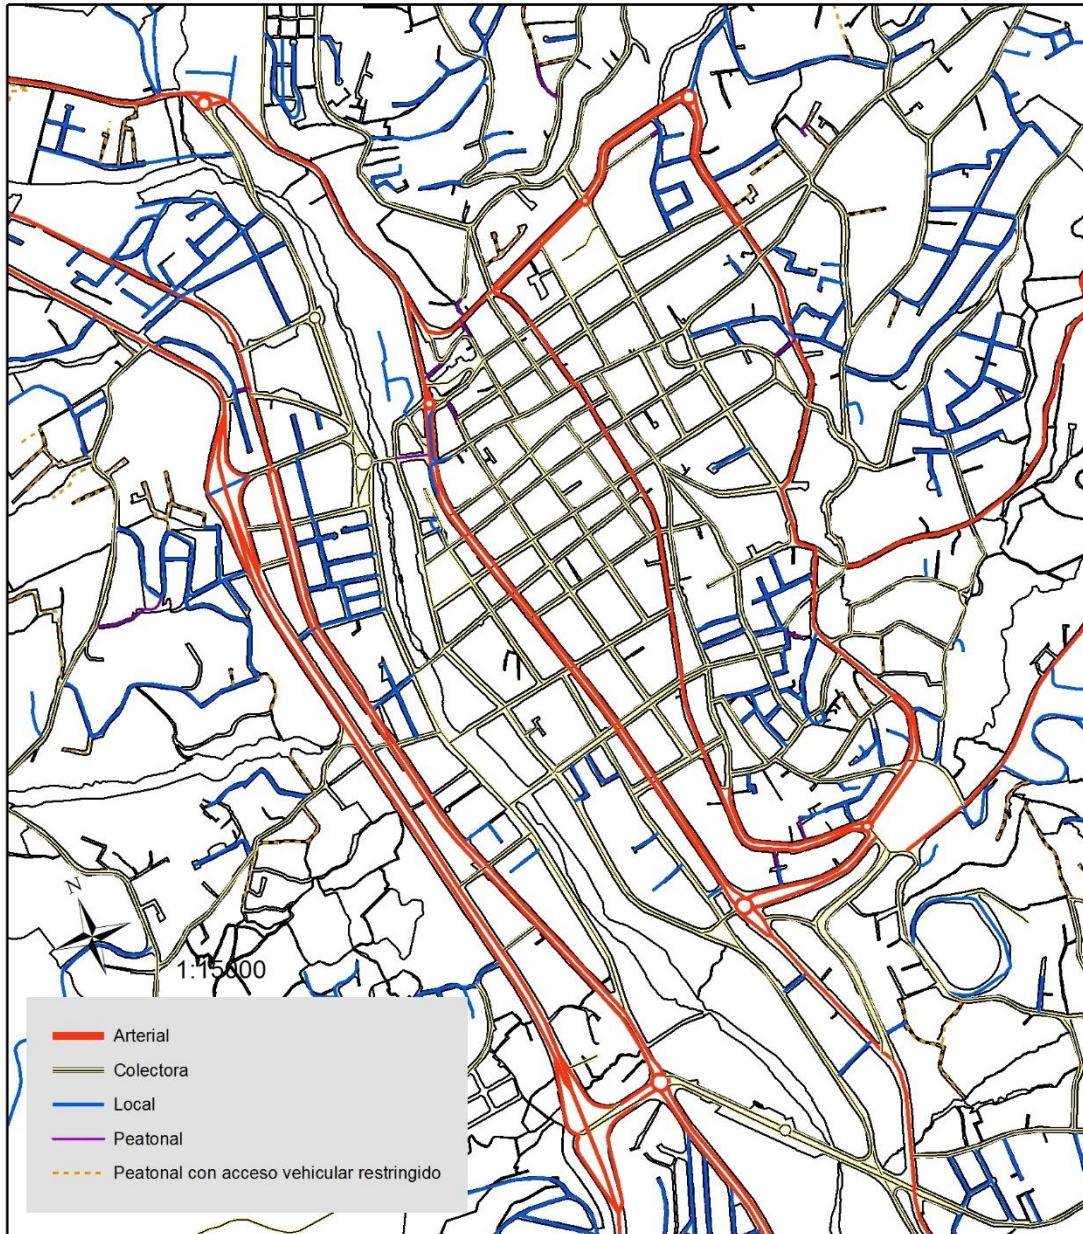 N
1:15000
Arterial
Colectora
Local
Peatonal
Peatonal con acceso vehicular restringido